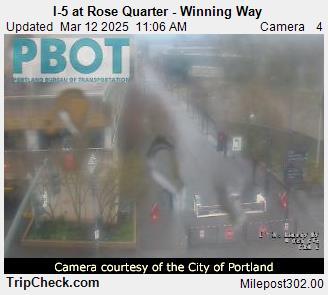 I-5 at Rose Quarter - Winning Way
Updated Mar 12 2025 11:06 AM Camera 4
PBOT
PORTLAND BUREAU OF TRANSPORTATION
Camera courtesy of the City of Portland
TripCheck.com Milepost302.00